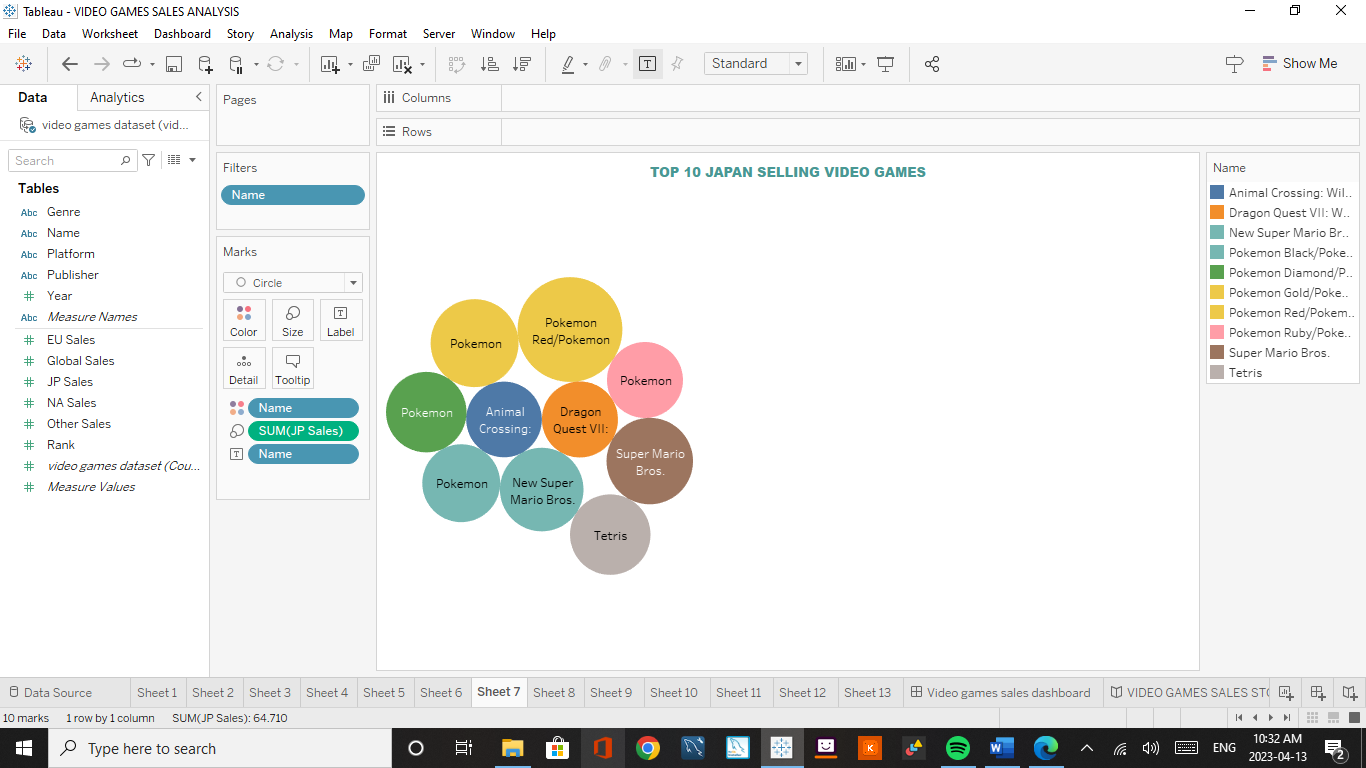 Tableau - VIDEO GAMES SALES ANALYSIS
File Data Worksheet Dashboard Story Analysis Map Format Server Window Help
Standard
Show Me
Data Analytics
video games dataset (vid...
Search
Tables
Abc Genre
Abc Name
Abc Platform
Abc Publisher
# Year
Abc Measure Names
# EU Sales
# Global Sales
# JP Sales
# NA Sales
# Other Sales
# Rank
# video games dataset (Cou...
# Measure Values
Pages
Filters
Name
Marks
Circle
Color Size Label
Detail Tooltip
Name
SUM(JP Sales)
Name
Columns
Rows
TOP 10 JAPAN SELLING VIDEO GAMES
Pokemon
Pokemon
Red/Pokemon
Pokemon
Pokemon
Animal
Crossing:
Dragon
Quest VII:
Super Mario
Bros.
Pokemon
New Super
Mario Bros.
Tetris
Name
Animal Crossing: Wil..
Dragon Quest VII: W..
New Super Mario Br..
Pokemon Black/Poke..
Pokemon Diamond/P..
Pokemon Gold/Poke..
Pokemon Red/Pokem..
Pokemon Ruby/Poke..
Super Mario Bros.
Tetris
Data Source Sheet 1 Sheet 2 Sheet 3 Sheet 4 Sheet 5 Sheet 6 Sheet 7 Sheet 8 Sheet 9 Sheet 10 Sheet 11 Sheet 12 Sheet 13 Video games sales dashboard VIDEO GAMES SALES STO
10 marks 1 row by 1 column SUM(JP Sales): 64.710
Type here to search
ENG
10:32 AM
2023-04-13
2